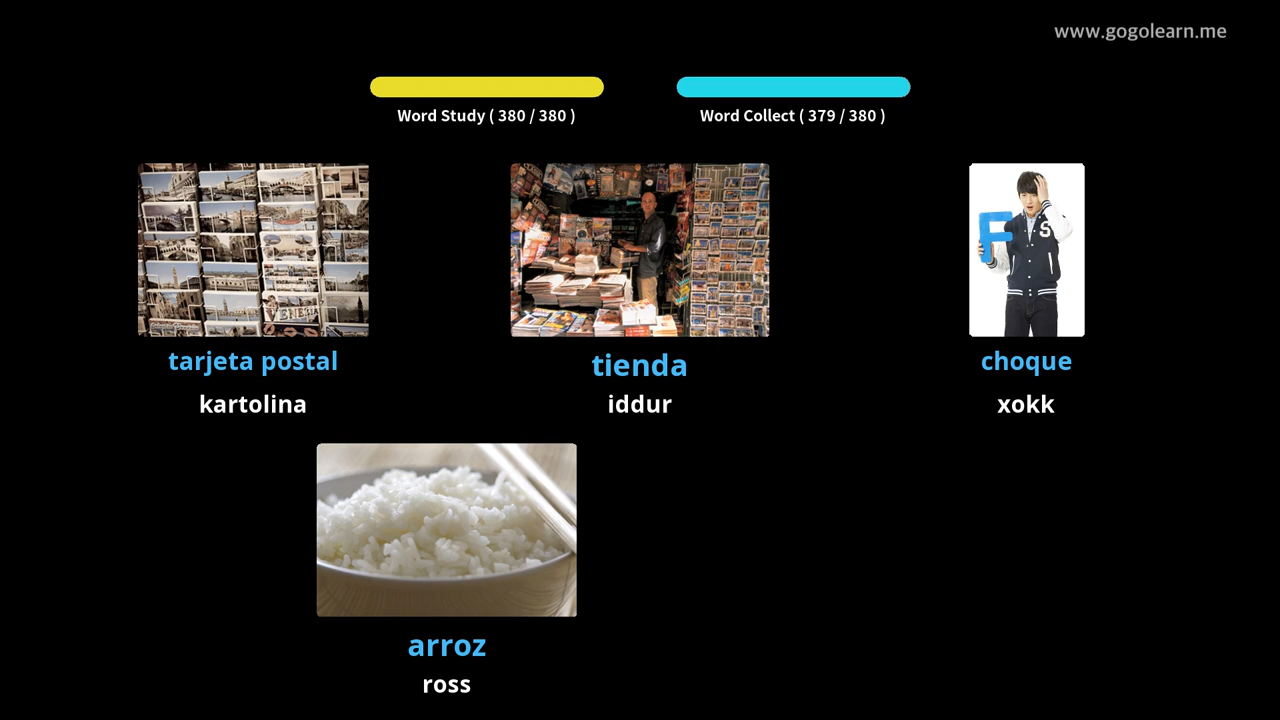 www.gogolearn.me
Word Study ( 380 / 380 )
Word Collect ( 379 / 380 )
tarjeta postal
kartolina
tienda
iddur
F
S
choque
xokk
arroz
ross